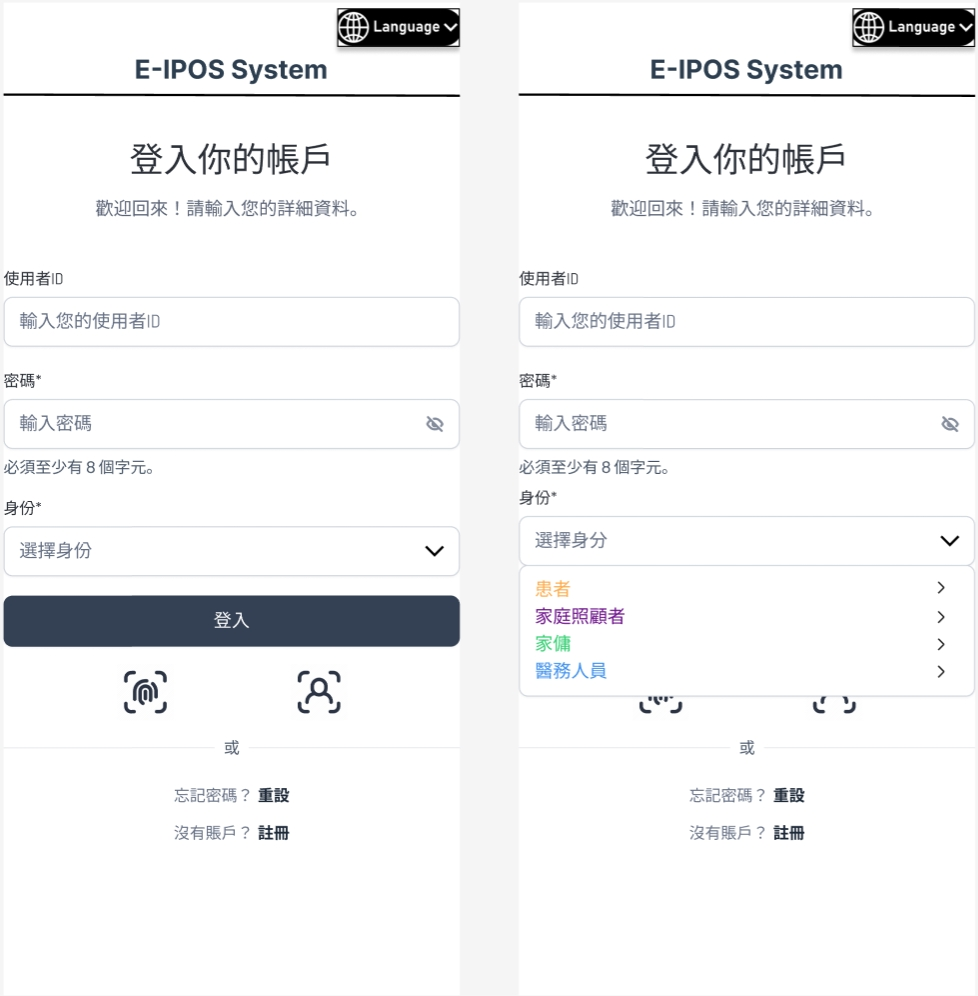 Language
E-IPOS System
登入你的帳戶
歡迎回來！請輸入您的詳細資料。
使用者ID
輸入您的使用者ID
密碼*
輸入密碼
必須至少有 8 個字元。
身份*
選擇身份
登入
或
忘記密碼？ 重設
沒有賬戶？ 註冊
Language
E-IPOS System
登入你的帳戶
歡迎回來！請輸入您的詳細資料。
使用者ID
輸入您的使用者ID
密碼*
輸入密碼
必須至少有 8 個字元。
身份*
選擇身分
患者
家庭照顧者
家傭
醫務人員
或
忘記密碼？ 重設
沒有賬戶？ 註冊